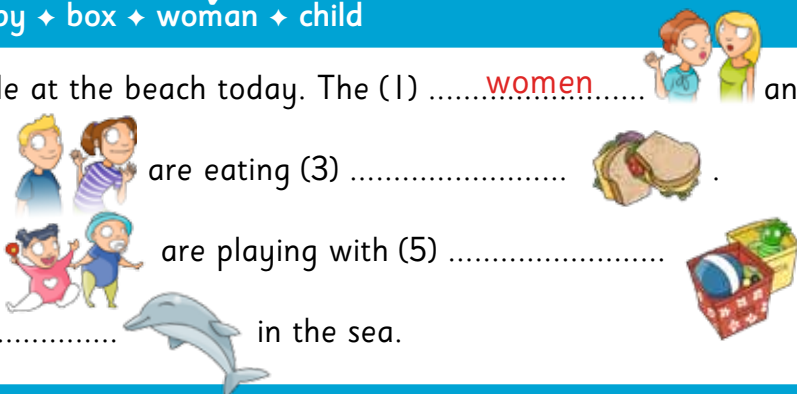 by ✦ box ✦ woman ✦ child
le at the beach today. The (1) ......women...... an
are eating (3) .............................. .
are playing with (5) ..............................
.............. in the sea.